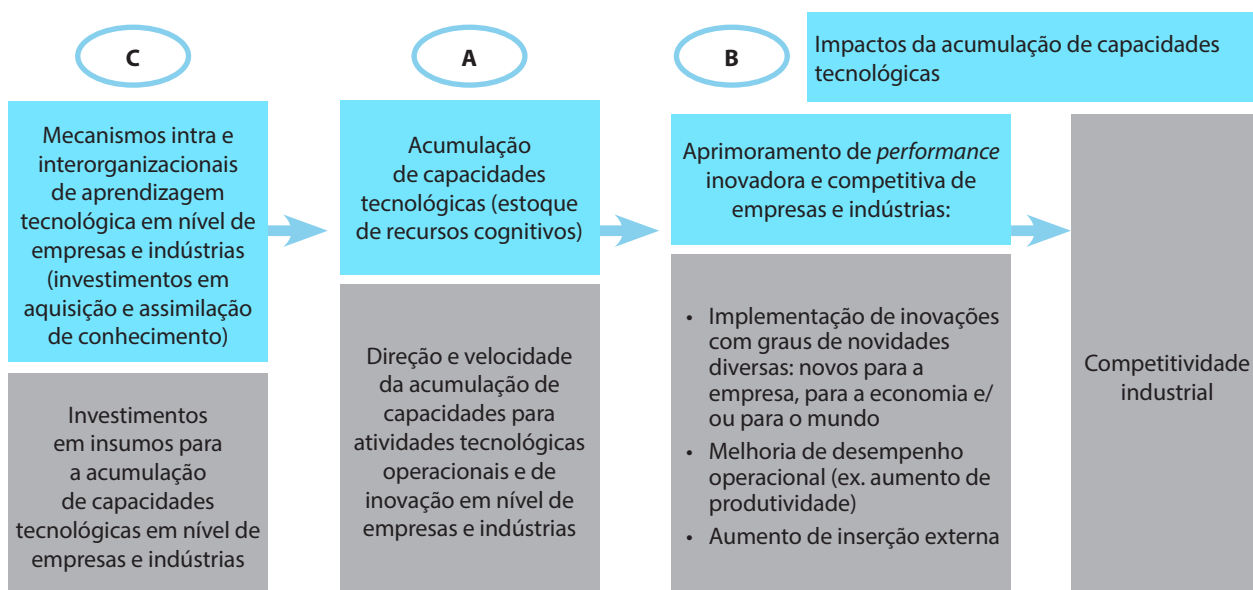 C
Mecanismos intra e
interorganizacionais
de aprendizagem
tecnológica em nível de
empresas e indústrias
(investimentos em
aquisição e assimilação
de conhecimento)
Investimentos
em insumos para
a acumulação
de capacidades
tecnológicas em nível de
empresas e indústrias
A
Acumulação
de capacidades
tecnológicas (estoque
de recursos cognitivos)
Direção e velocidade
da acumulação de
capacidades para
atividades tecnológicas
operacionais e de
inovação em nível de
empresas e indústrias
B
Impactos da acumulação de capacidades
tecnológicas
Aprimoramento de performance
inovadora e competitiva de
empresas e indústrias:
• Implementação de inovações
com graus de novidades
diversas: novos para a
empresa, para a economia e/
ou para o mundo
• Melhoria de desempenho
operacional (ex. aumento de
produtividade)
• Aumento de inserção externa
Competitividade
industrial